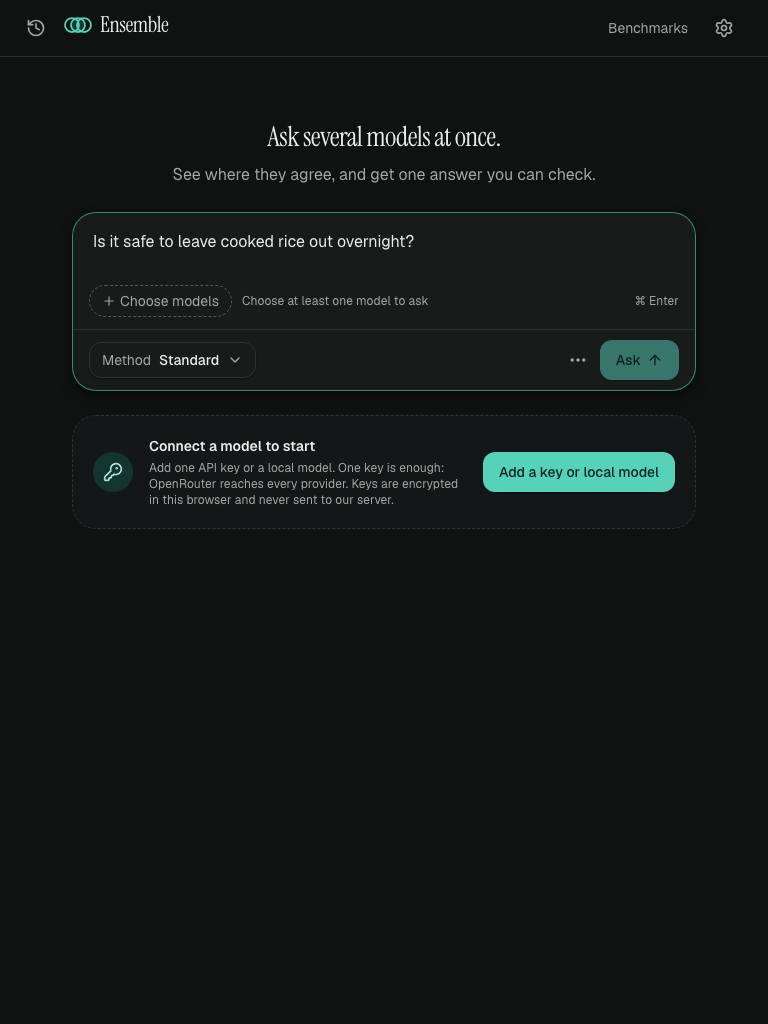 Ensemble
Benchmarks
Ask several models at once.
See where they agree, and get one answer you can check.
Is it safe to leave cooked rice out overnight?
+ Choose models
Choose at least one model to ask
⌘ Enter
Method Standard
Ask ↑
Connect a model to start
Add one API key or a local model. One key is enough:
OpenRouter reaches every provider. Keys are encrypted
in this browser and never sent to our server.
Add a key or local model